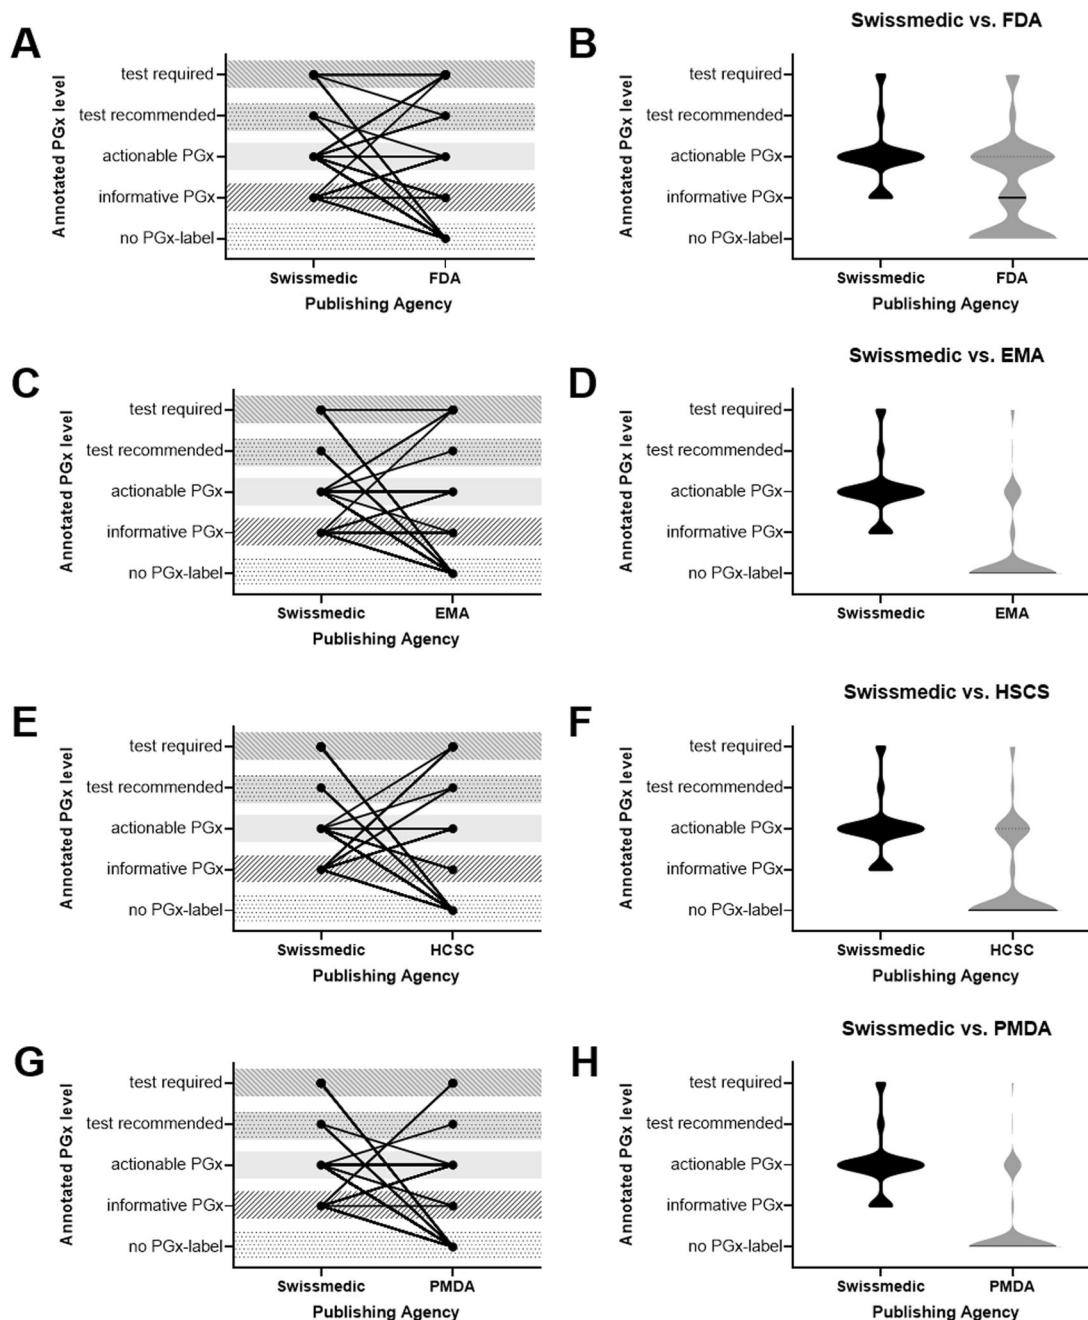 A
Annotated PGx level
test required
test recommended
actionable PGx
informative PGx
no PGx-label
Swissmedic FDA
Publishing Agency
B
Swissmedic vs. FDA
Annotated PGx level
test required
test recommended
actionable PGx
informative PGx
no PGx-label
Swissmedic FDA
Publishing Agency
C
Annotated PGx level
test required
test recommended
actionable PGx
informative PGx
no PGx-label
Swissmedic EMA
Publishing Agency
D
Swissmedic vs. EMA
Annotated PGx level
test required
test recommended
actionable PGx
informative PGx
no PGx-label
Swissmedic EMA
Publishing Agency
E
Annotated PGx level
test required
test recommended
actionable PGx
informative PGx
no PGx-label
Swissmedic HCSC
Publishing Agency
F
Swissmedic vs. HSCS
Annotated PGx level
test required
test recommended
actionable PGx
informative PGx
no PGx-label
Swissmedic HCSC
Publishing Agency
G
Annotated PGx level
test required
test recommended
actionable PGx
informative PGx
no PGx-label
Swissmedic PMDA
Publishing Agency
H
Swissmedic vs. PMDA
Annotated PGx level
test required
test recommended
actionable PGx
informative PGx
no PGx-label
Swissmedic PMDA
Publishing Agency